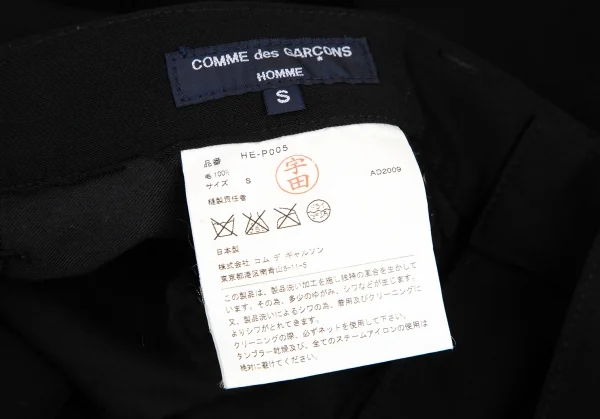 COMME des GARÇONS
HOMME
S
品番 HE-P005
毛 100%
サイズ S
宇田
AD2009
縫製責任者
日本製
株式会社 コム デ ギャルソン
東京都港区南青山5-11-5
この製品は、製品洗い加工を施し独特の風合を生かして
います。その為、多少のゆがみ、シワなどが生じます。
又、製品洗いによるシワの為、着用及びクリーニングに
よりシワがとれてきます。
クリーニングの際、必ずネットを使用して下さい。
タンブラー乾燥及び、全てのスチームアイロンの使用は
絶対に避けてください。